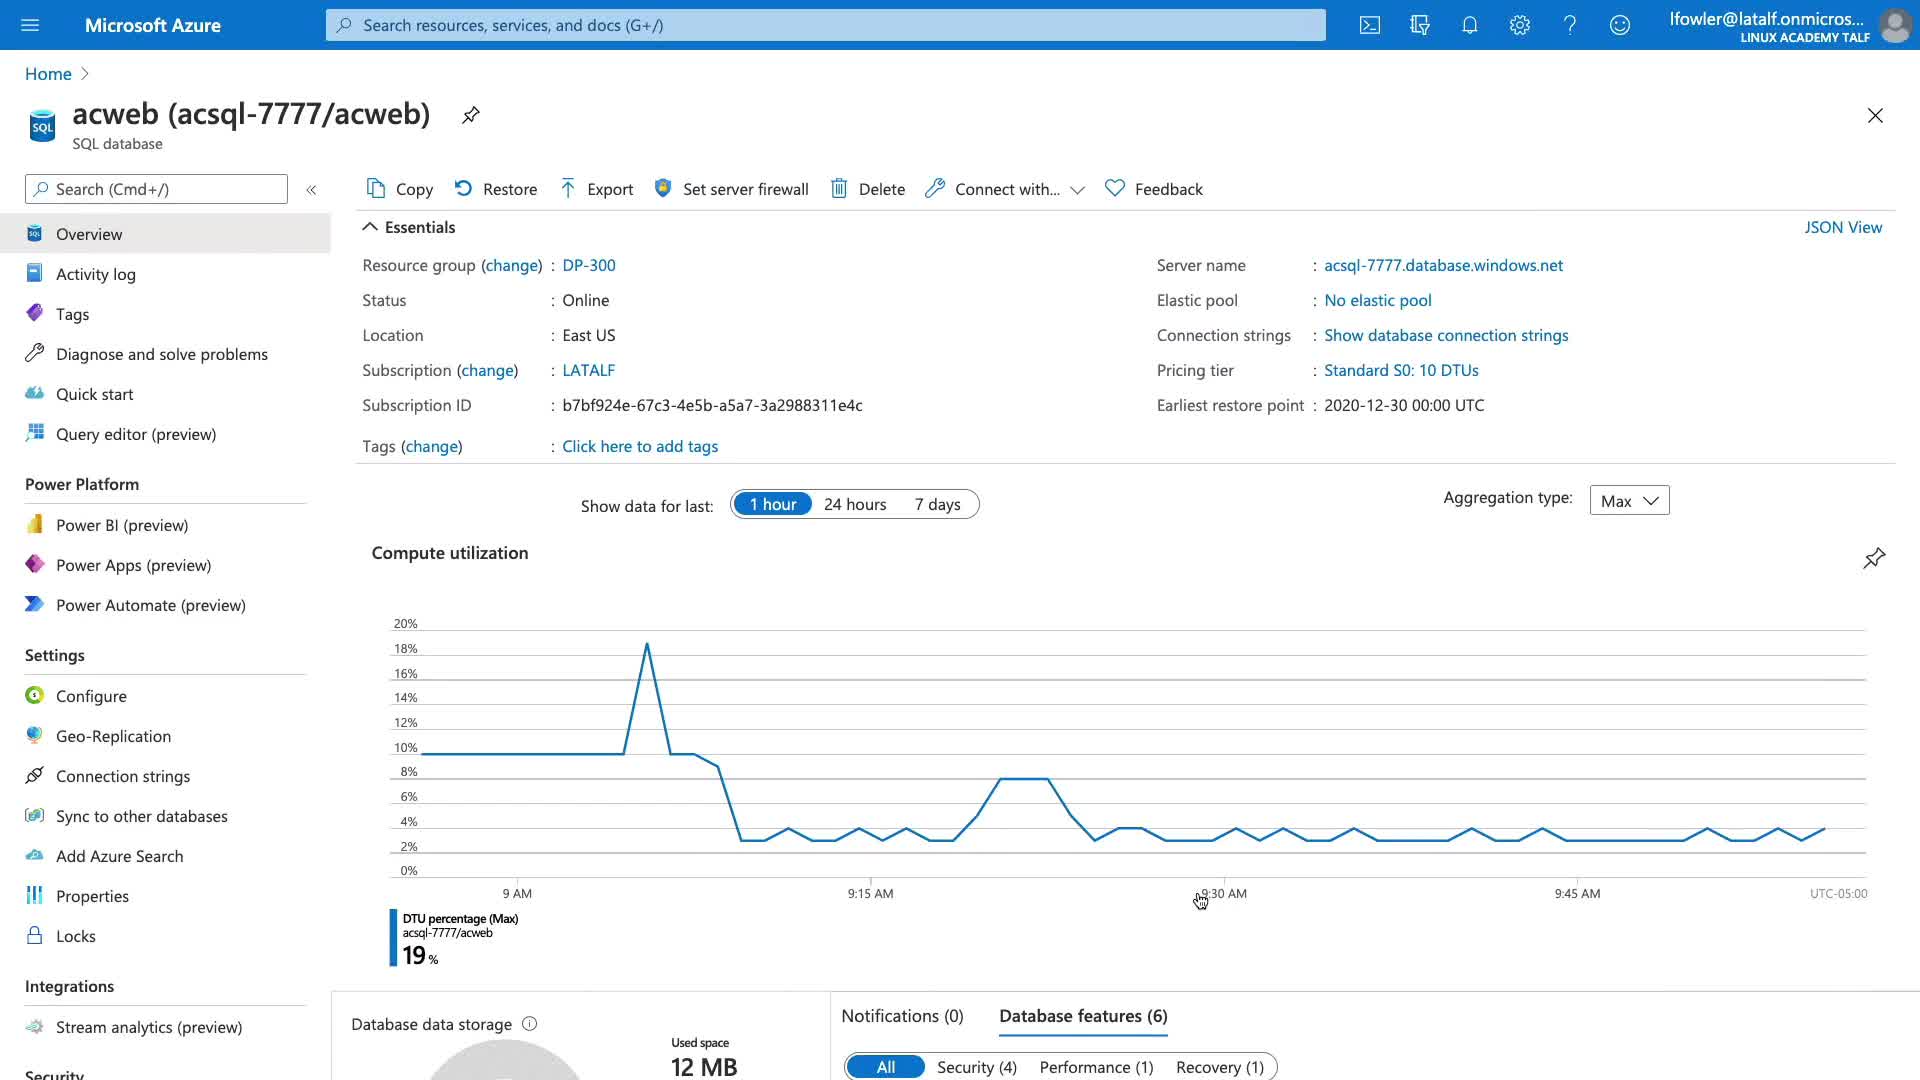 Microsoft Azure
Search resources, services, and docs (G+/)
lfowler@latalf.onmicros...
LINUX ACADEMY TALF
Home
acweb (acsql-7777/acweb)
SQL
SQL database
Search (Cmd+/)
«
Copy
Restore
Export
Set server firewall
Delete
Connect with...
Feedback
Overview
Activity log
Tags
Diagnose and solve problems
Quick start
Query editor (preview)
Power Platform
Power BI (preview)
Power Apps (preview)
Power Automate (preview)
Settings
Configure
Geo-Replication
Connection strings
Sync to other databases
Add Azure Search
Properties
Locks
Integrations
Stream analytics (preview)
Security
Essentials
JSON View
Resource group (change) : DP-300
Status : Online
Location : East US
Subscription (change) : LATALF
Subscription ID : b7bf924e-67c3-4e5b-a5a7-3a2988311e4c
Tags (change) : Click here to add tags
Server name : acsql-7777.database.windows.net
Elastic pool : No elastic pool
Connection strings : Show database connection strings
Pricing tier : Standard S0: 10 DTUs
Earliest restore point : 2020-12-30 00:00 UTC
Show data for last: 1 hour 24 hours 7 days
Aggregation type: Max
Compute utilization
20%
18%
16%
14%
12%
10%
8%
6%
4%
2%
0%
9 AM 9:15 AM 9:30 AM 9:45 AM UTC-05:00
DTU percentage (Max)
acsql-7777/acweb
19 %
Database data storage
Used space
12 MB
Notifications (0) Database features (6)
All Security (4) Performance (1) Recovery (1)